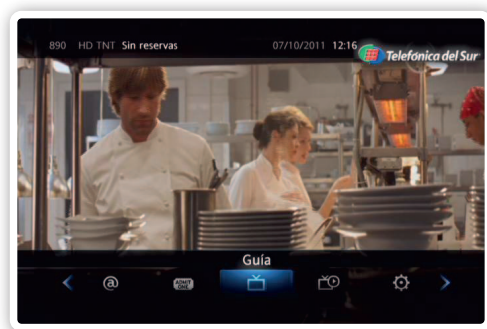 890 HD TNT Sin reservas 07/10/2011 12:16
Telefónica del Sur
Guía
@
ADMIT ONE